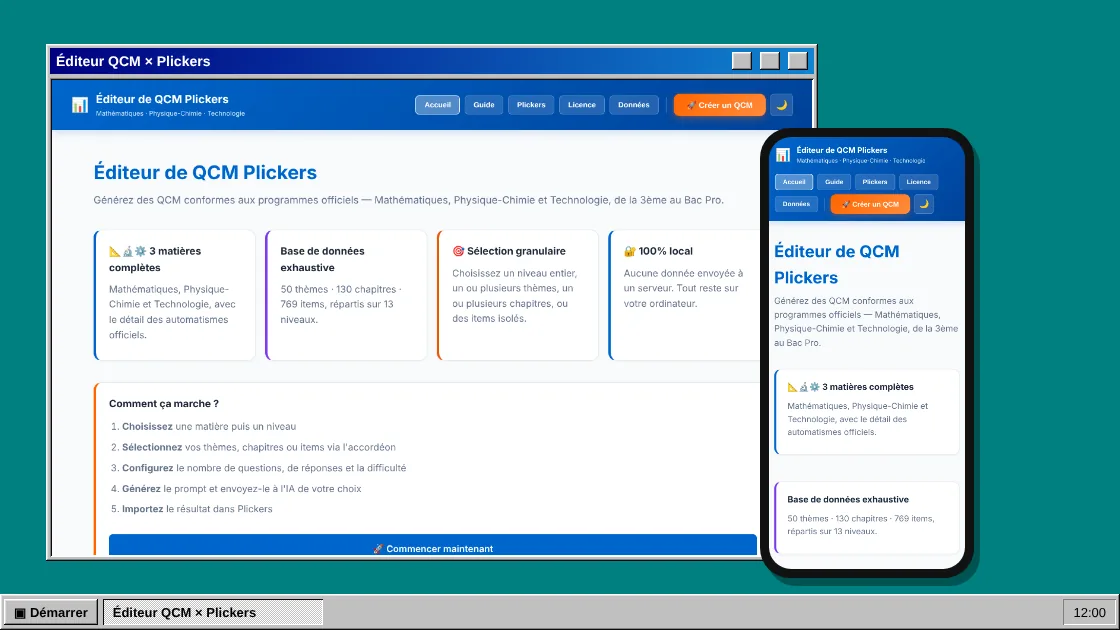 Éditeur QCM × Plickers
Éditeur de QCM Plickers
Mathématiques · Physique-Chimie · Technologie
Accueil
Guide
Plickers
Licence
Données
🚀 Créer un QCM
Éditeur de QCM Plickers
Générez des QCM conformes aux programmes officiels — Mathématiques, Physique-Chimie et Technologie, de la 3ème au Bac Pro.
📐🔬⚙️ 3 matières
complètes
Mathématiques, Physique-
Chimie et Technologie, avec
le détail des automatismes
officiels.
Base de données
exhaustive
50 thèmes · 130 chapitres ·
769 items, répartis sur 13
niveaux.
🎯 Sélection granulaire
Choisissez un niveau entier,
un ou plusieurs thèmes, un
ou plusieurs chapitres, ou
des items isolés.
🔐 100% local
Aucune donnée envoyée à
un serveur. Tout reste sur
votre ordinateur.
Comment ça marche ?
1. Choisissez une matière puis un niveau
2. Sélectionnez vos thèmes, chapitres ou items via l'accordéon
3. Configurez le nombre de questions, de réponses et la difficulté
4. Générez le prompt et envoyez-le à l'IA de votre choix
5. Importez le résultat dans Plickers
🚀 Commencer maintenant
Éditeur de QCM Plickers
Mathématiques · Physique-Chimie · Technologie
Accueil
Guide
Plickers
Licence
Données
🚀 Créer un QCM
Éditeur de QCM
Plickers
Générez des QCM conformes aux
programmes officiels — Mathématiques,
Physique-Chimie et Technologie, de la 3ème
au Bac Pro.
📐🔬⚙️ 3 matières complètes
Mathématiques, Physique-Chimie et
Technologie, avec le détail des
automatismes officiels.
Base de données exhaustive
50 thèmes · 130 chapitres · 769 items,
répartis sur 13 niveaux.
Démarrer
Éditeur QCM × Plickers
12:00